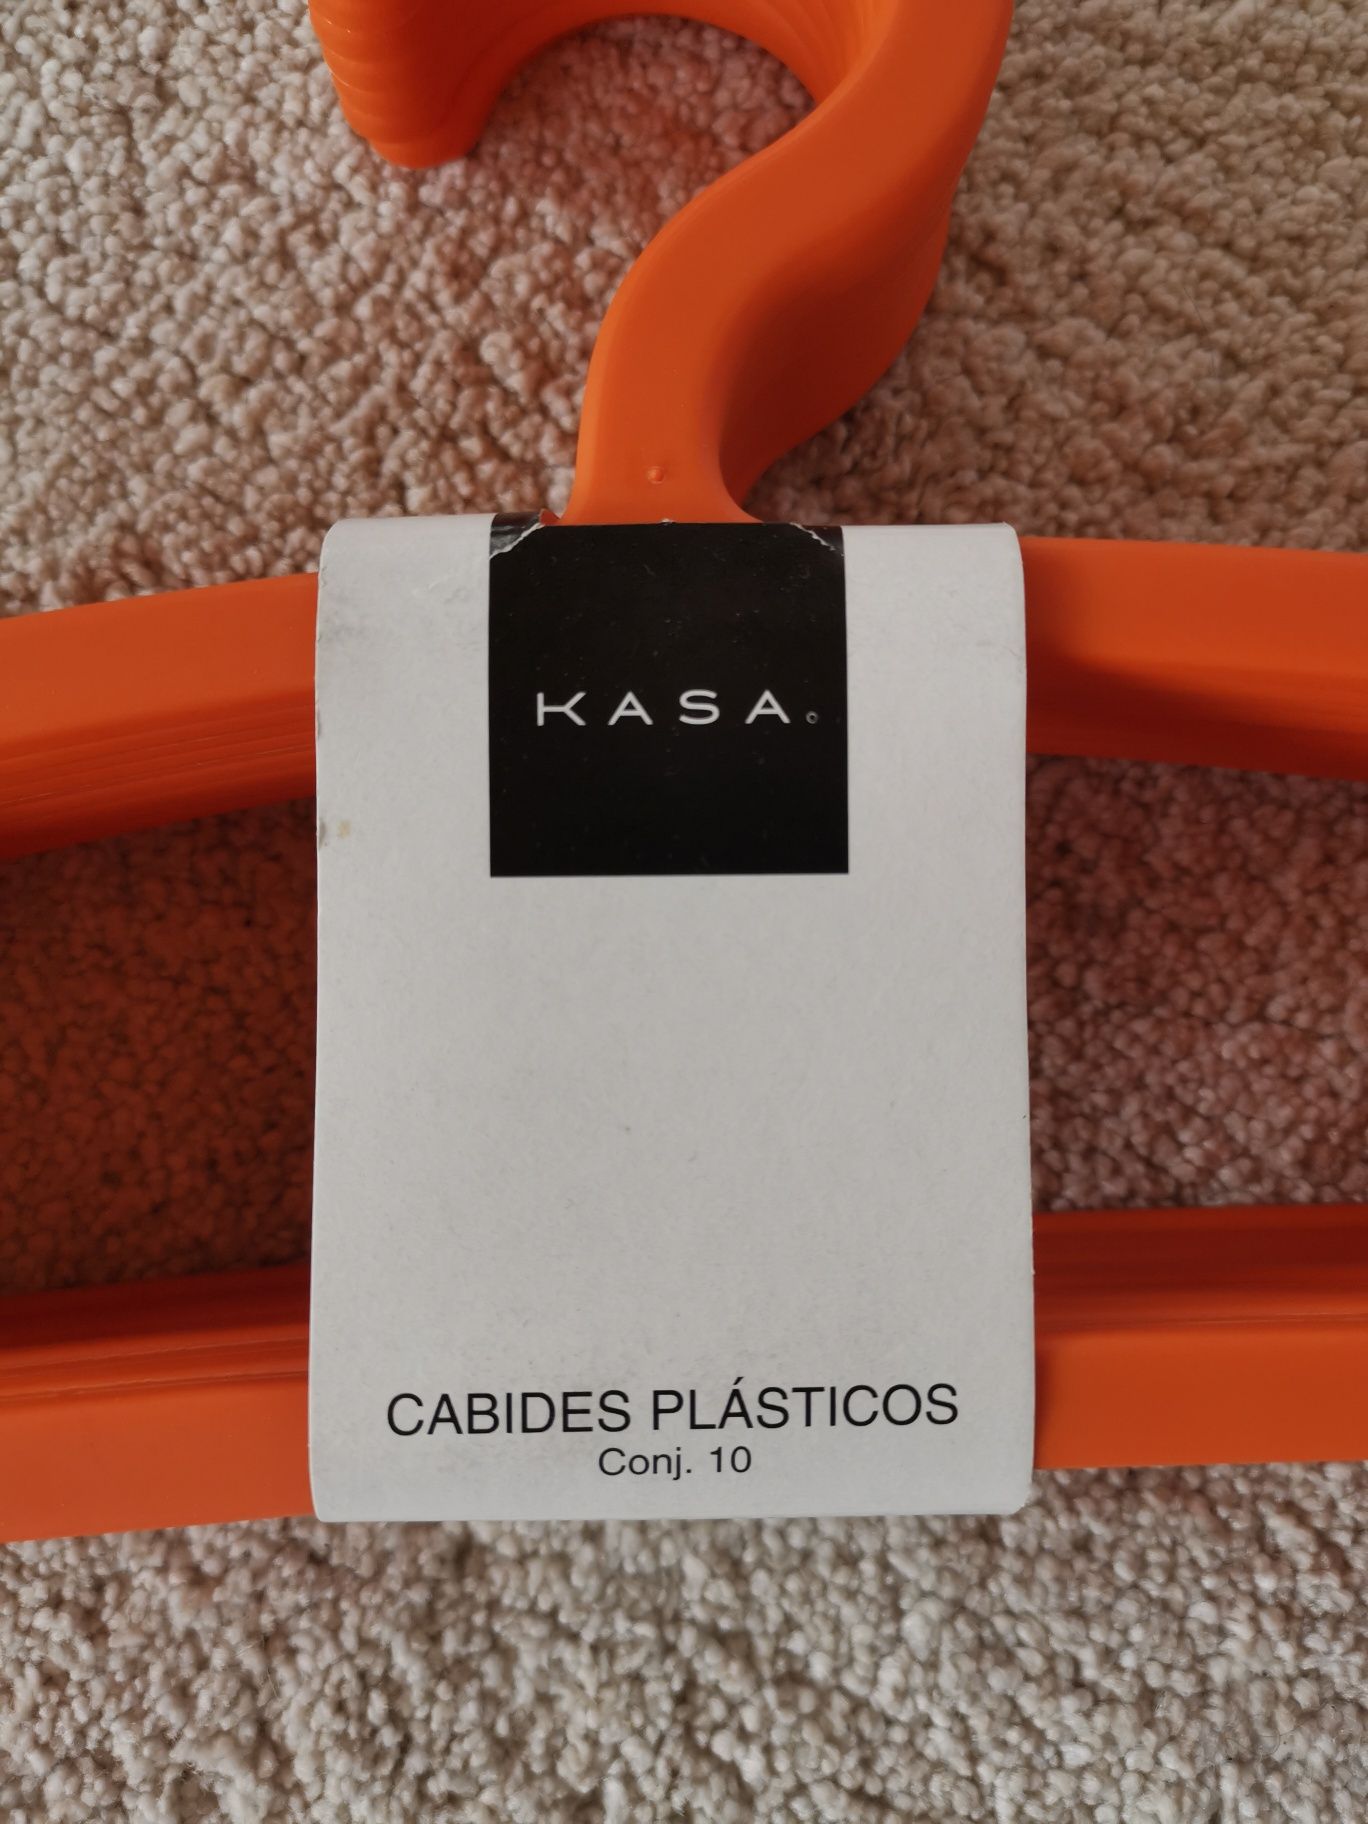 KASA.
CABIDES PLÁSTICOS
Conj. 10